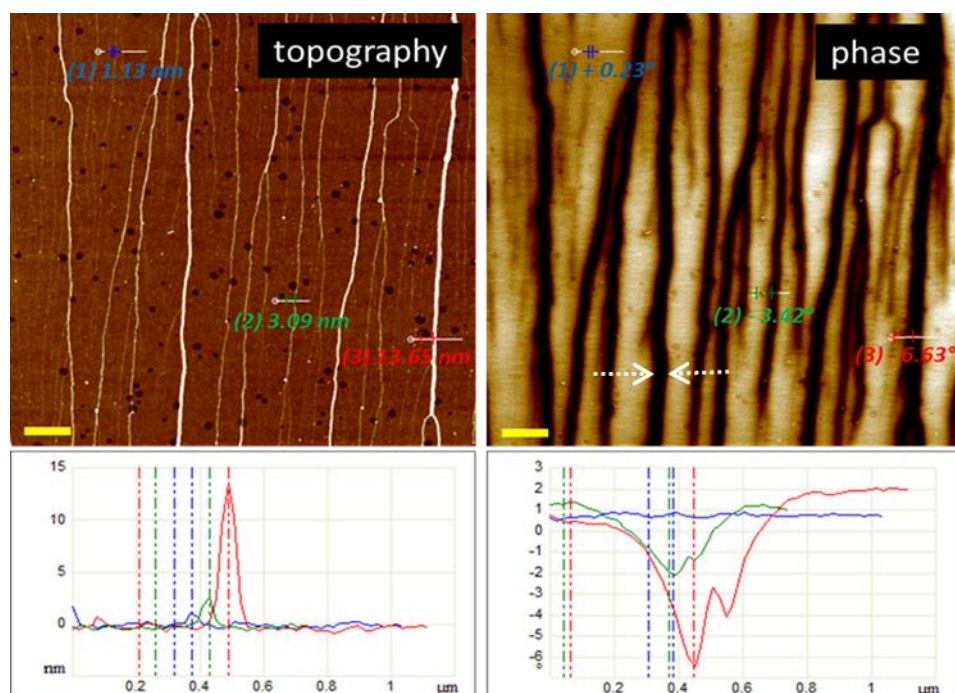 topography
(1) 1.13 nm
(2) 3.09 nm
(3) 13.65 nm
phase
(1) + 0.23°
(2) - 3.42°
(3) - 6.63°
15
10
5
0
nm
0.2
0.4
0.6
0.8
1
µm
3
2
1
0
-1
-2
-3
-4
-5
-6
°
0.2
0.4
0.6
0.8
1
µm